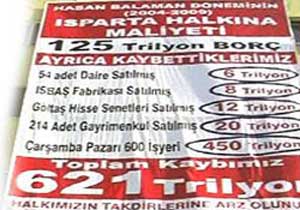 HASAN BALAMAN DÖNEMİNİN
(2004-2009)
ISPARTA HALKINA
MALİYETİ
125 Trilyon BORÇ
AYRICA KAYBETTİKLERİMİZ
54 adet Daire Satılmış 6 Trilyon
ISBAŞ Fabrikası Satılmış 8 Trilyon
Göltaş Hisse Senetleri Satılmış 12 Trilyon
214 Adet Gayrimenkul Satılmış 20 Trilyon
Çarşamba Pazarı 600 İşyeri 450 Trilyon
Toplam Kaybımız
621 Trilyon
HALKIMIZIN TAKDİRLERİNE ARZ OLUNU